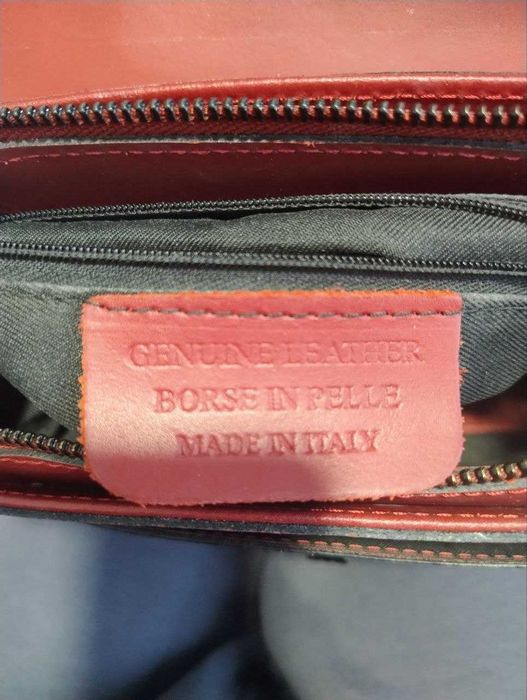 GENUINE LEATHER
BORSE IN PELLE
MADE IN ITALY